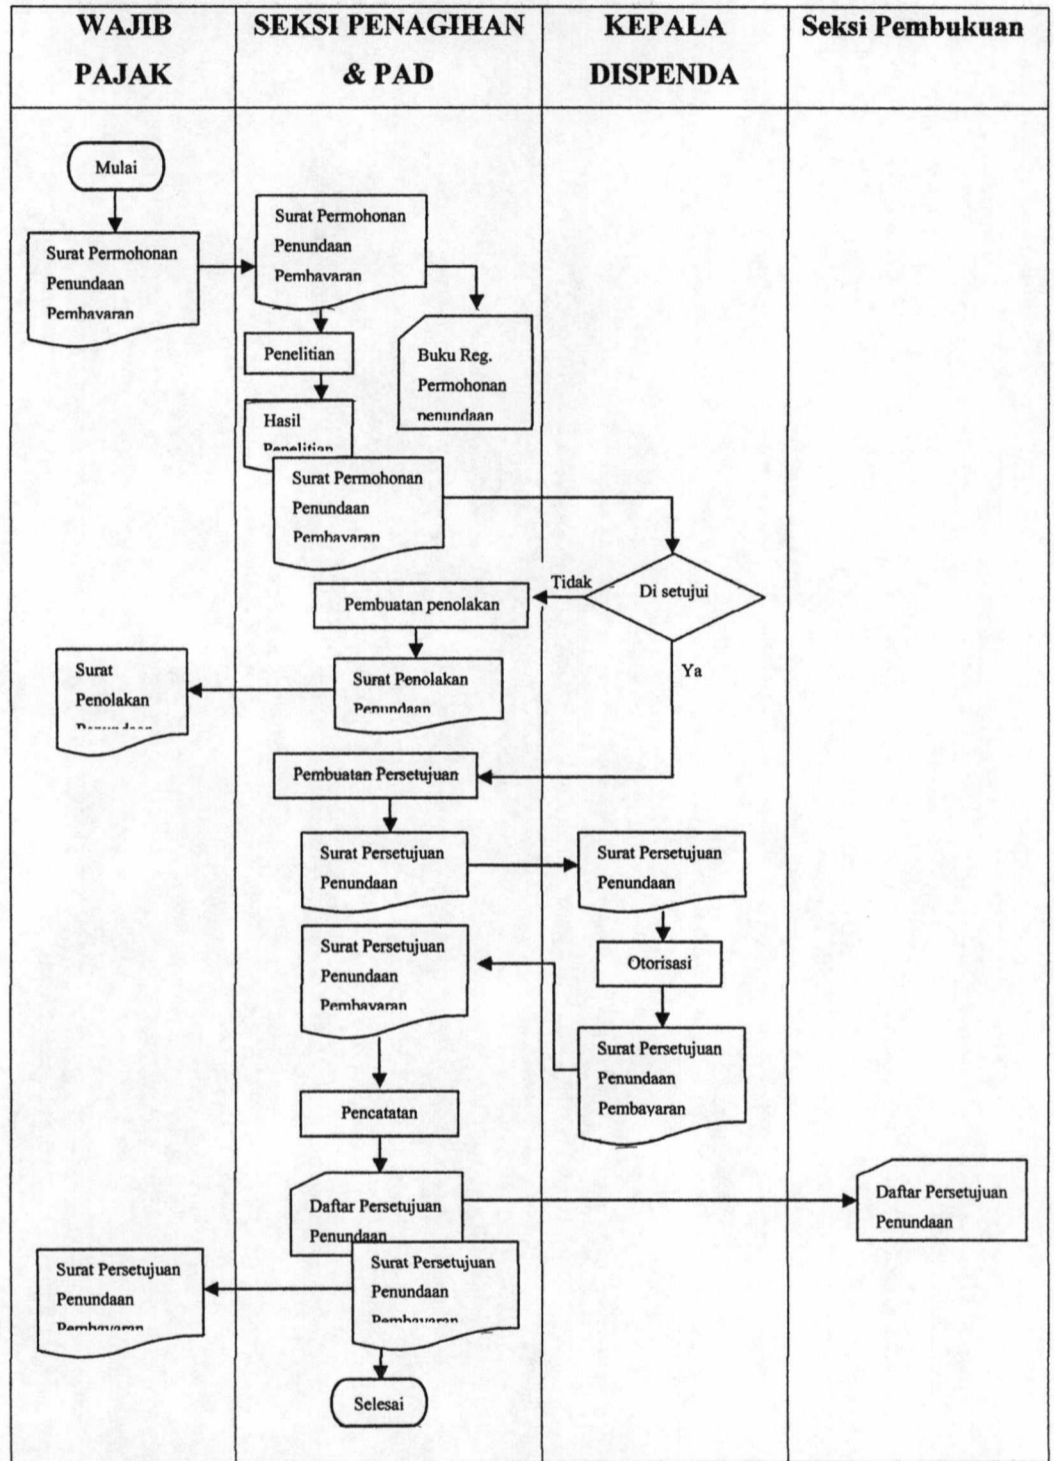 WAJIB
PAJAK
SEKSI PENAGIHAN
& PAD
KEPALA
DISPENDA
Seksi Pembukuan
Mulai
Surat Permohonan
Penundaan
Pembayaran
Surat Permohonan
Penundaan
Pembayaran
Penelitian
Buku Reg.
Permohonan
penundaan
Hasil
Penelitian
Surat Permohonan
Penundaan
Pembayaran
Di setujui
Tidak
Ya
Pembuatan penolakan
Surat Penolakan
Penundaan
Surat
Penolakan
Penundaan
Pembuatan Persetujuan
Surat Persetujuan
Penundaan
Surat Persetujuan
Penundaan
Otorisasi
Surat Persetujuan
Penundaan
Pembayaran
Surat Persetujuan
Penundaan
Pembayaran
Pencatatan
Daftar Persetujuan
Penundaan
Daftar Persetujuan
Penundaan
Surat Persetujuan
Penundaan
Pembayaran
Surat Persetujuan
Penundaan
Pembayaran
Selesai